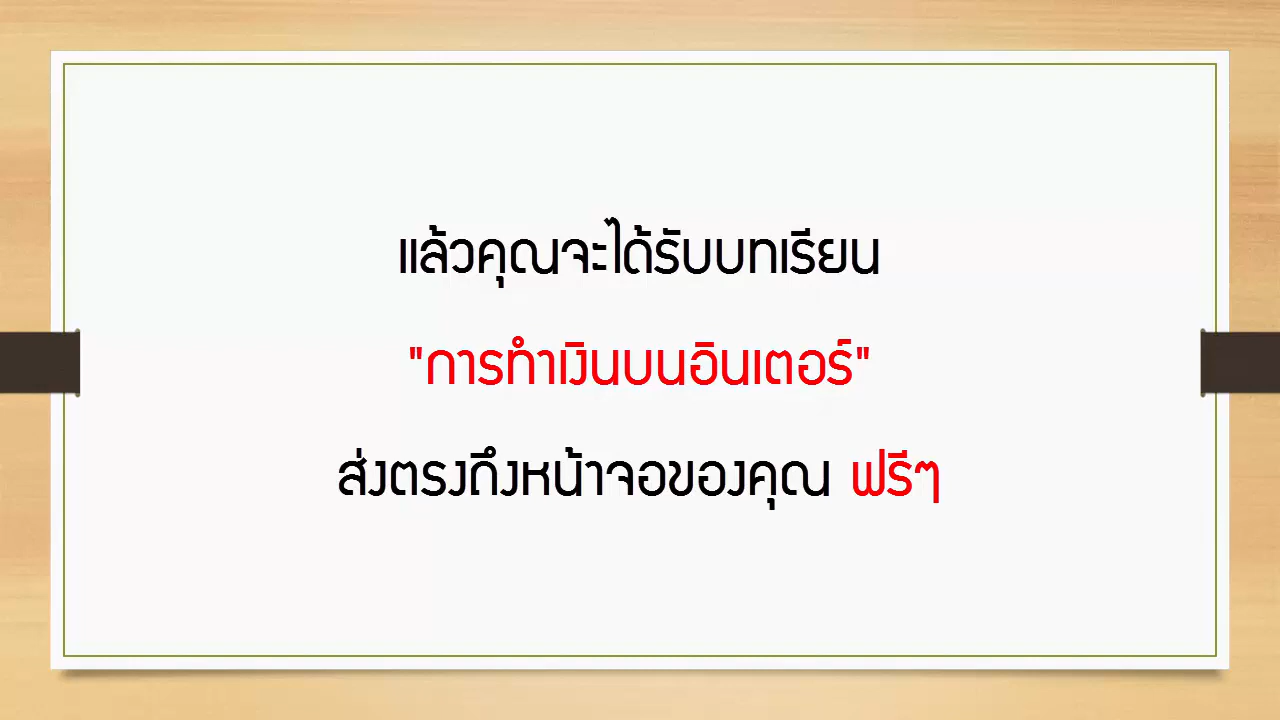 แล้วคุณจะได้รับบทเรียน
"การทำเงินบนอินเตอร์"
ส่งตรงถึงหน้าจอของคุณ ฟรีๆ